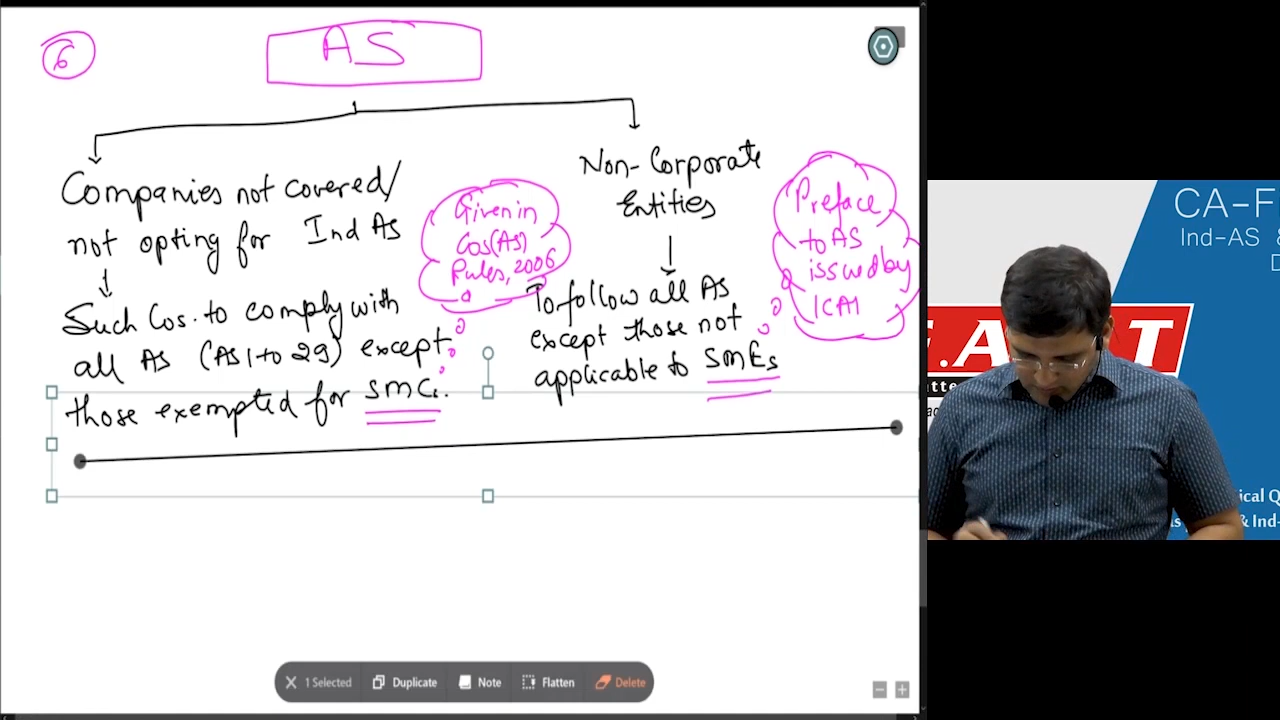 6
AS
Companies not covered/
not opting for Ind AS
Such Cos. to comply with
all AS (AS 1 to 29) except
those exempted for SMCs.
Given in
Cos(AS)
Rules, 2006
Non-Corporate
Entities
To follow all AS
except those not
applicable to SMEs
Preface
to AS
issued by
ICAI
1 Selected
Duplicate
Note
Flatten
Delete
CA-F
Ind-AS &
D
.A
T
atte
ical Q
& Ind-